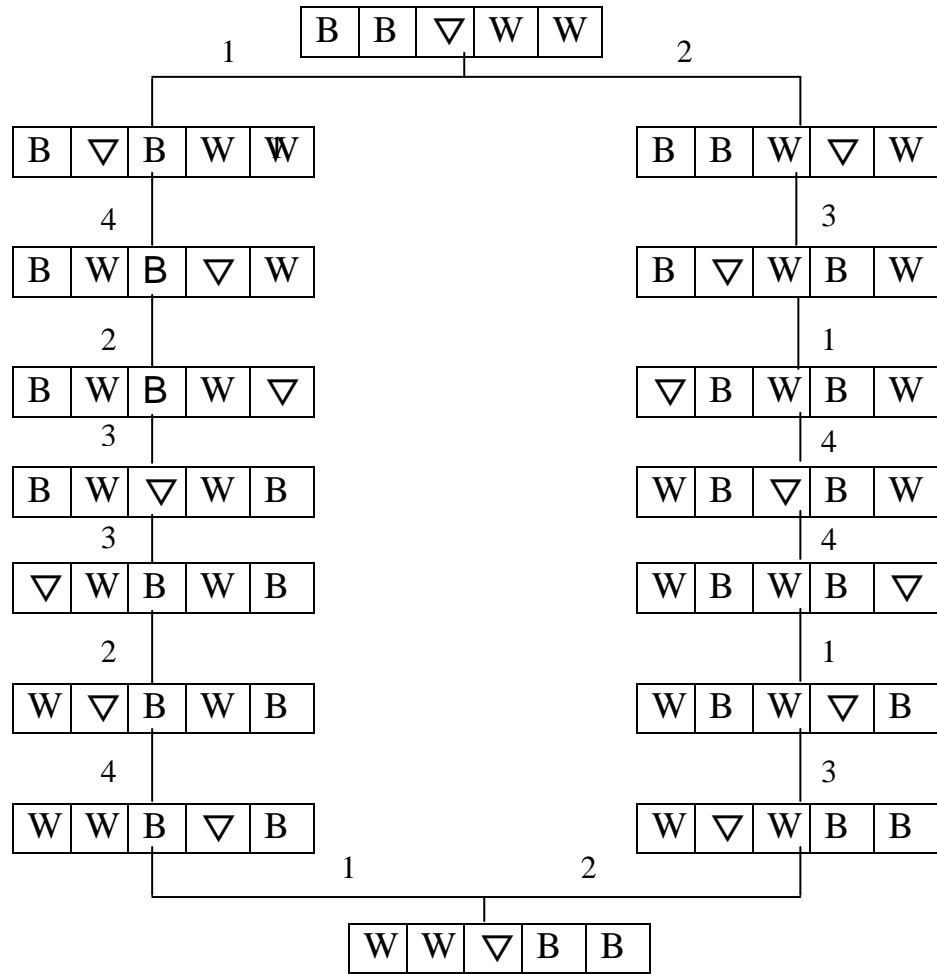 B B ▽ W W
1 2
B ▽ B W W
B B W ▽ W
4 3
B W B ▽ W
B ▽ W B W
2 1
B W B W ▽
▽ B W B W
3 4
B W ▽ W B
W B ▽ B W
3 4
▽ W B W B
W B W B ▽
2 1
W ▽ B W B
W B W ▽ B
4 3
W W B ▽ B
W ▽ W B B
1 2
W W ▽ B B